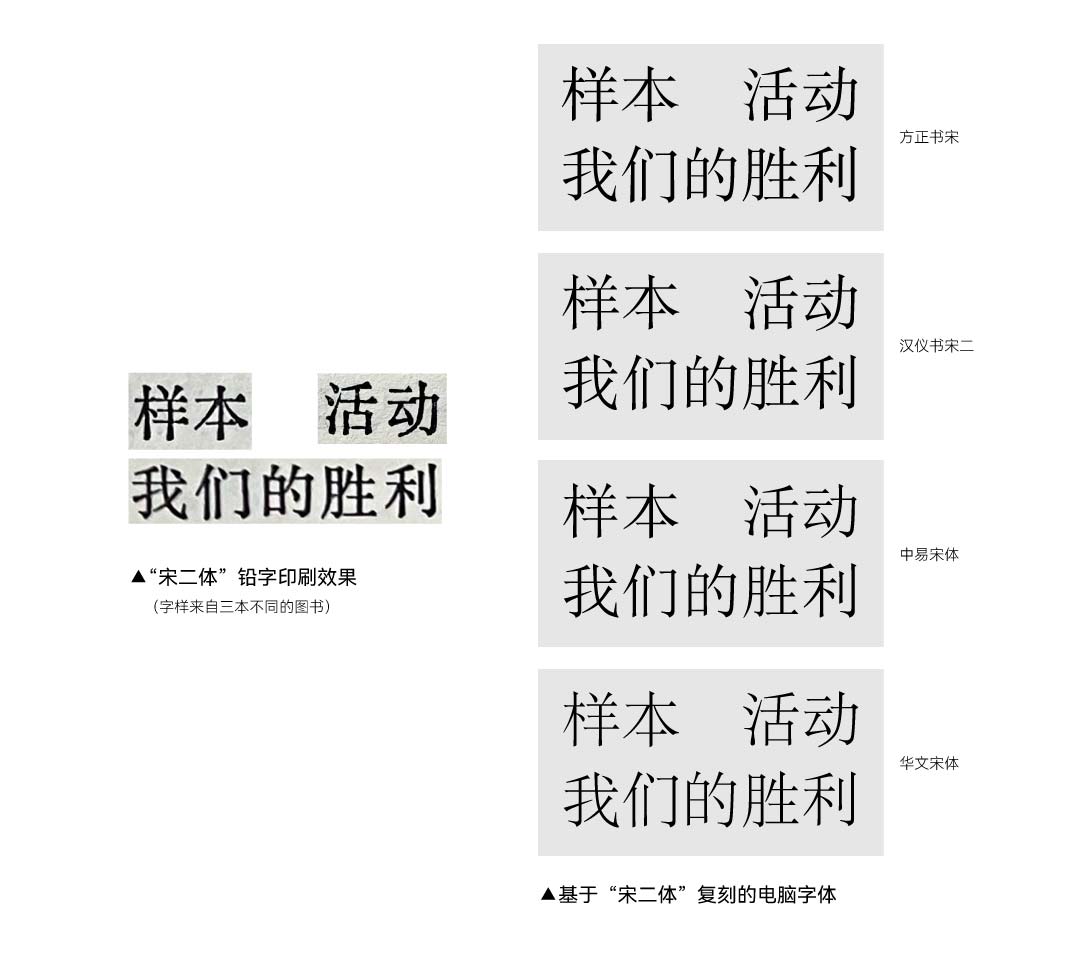 样本 活动
我们的胜利
▲“宋二体”铅字印刷效果
（字样来自三本不同的图书）
样本 活动
我们的胜利
方正书宋
样本 活动
我们的胜利
汉仪书宋二
样本 活动
我们的胜利
中易宋体
样本 活动
我们的胜利
华文宋体
▲基于“宋二体”复刻的电脑字体